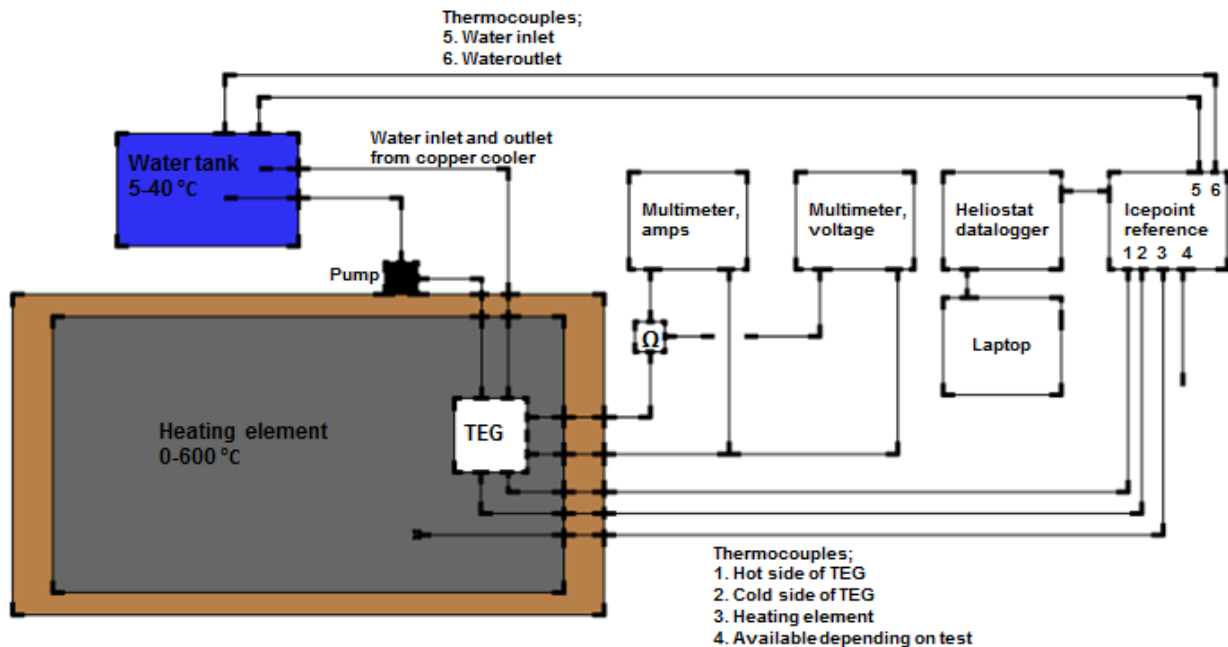 Thermocouples;
5. Water inlet
6. Wateroutlet
Water tank
5-40 °C
Water inlet and outlet
from copper cooler
Multimeter,
amps
Multimeter,
voltage
Heliostat
datalogger
5 6
Icepoint
reference
1 2 3 4
Pump
Ω
Laptop
Heating element
0-600 °C
TEG
Thermocouples;
1. Hot side of TEG
2. Cold side of TEG
3. Heating element
4. Available depending on test